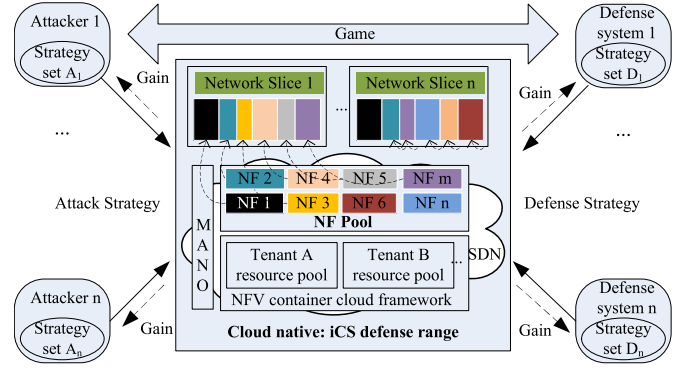 Attacker 1
Strategy
set A1
Gain
Game
Defense
system 1
Strategy
set D1
Gain
Network Slice 1
...
Network Slice n
...
...
Attack Strategy
Defense Strategy
NF 2
NF 4
NF 5
NF m
NF 1
NF 3
NF 6
NF n
NF Pool
M
A
N
O
Tenant A
resource pool
Tenant B
resource pool
...
SDN
NFV container cloud framework
Cloud native: iCS defense range
Attacker n
Strategy
set An
Gain
Defense
system n
Strategy
set Dn
Gain